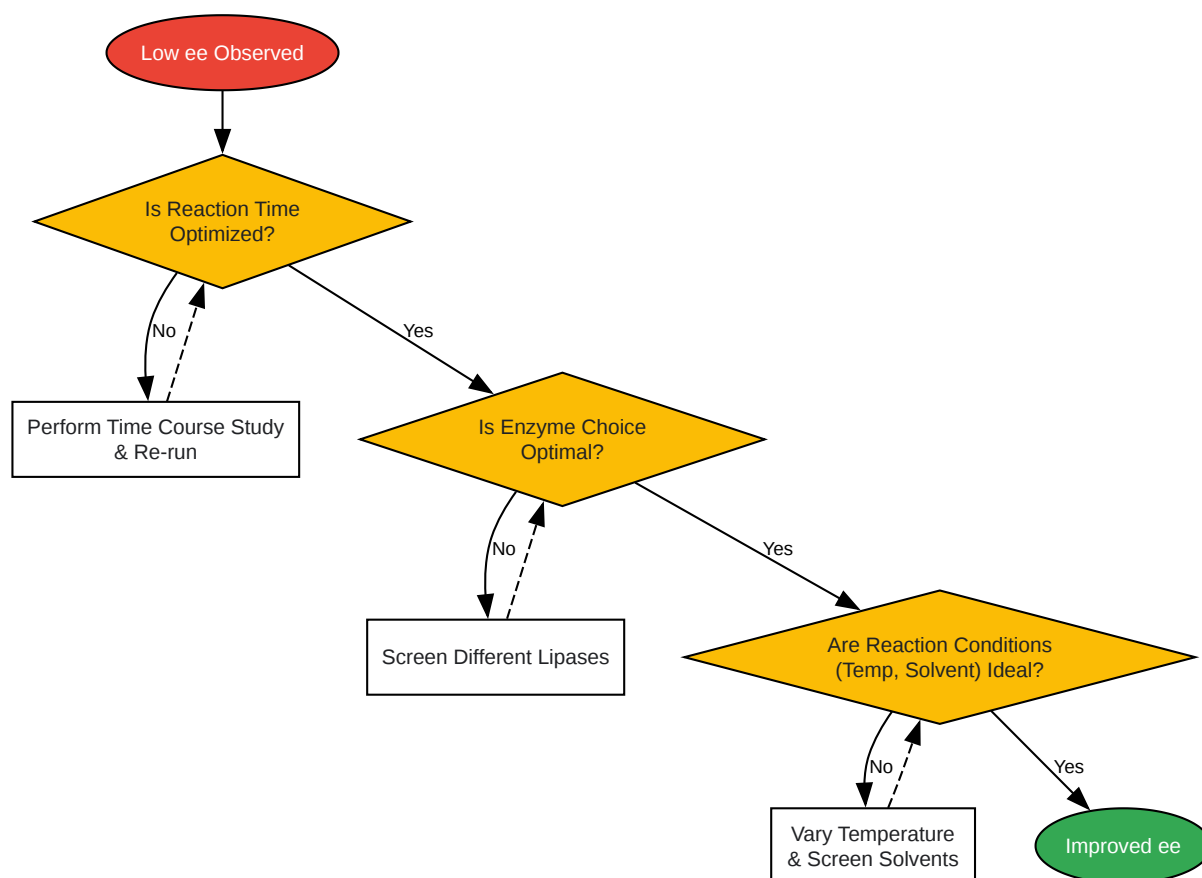 Low ee Observed
Is Reaction Time
Optimized?
No
Yes
Perform Time Course Study
& Re-run
Is Enzyme Choice
Optimal?
No
Yes
Screen Different Lipases
Are Reaction Conditions
(Temp, Solvent) Ideal?
No
Yes
Vary Temperature
& Screen Solvents
Improved ee